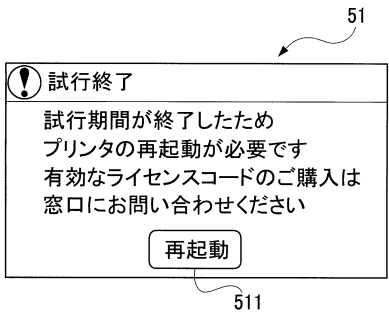 51
試行終了
試行期間が終了したため
プリンタの再起動が必要です
有効なライセンスコードのご購入は
窓口にお問い合わせください
再起動
511